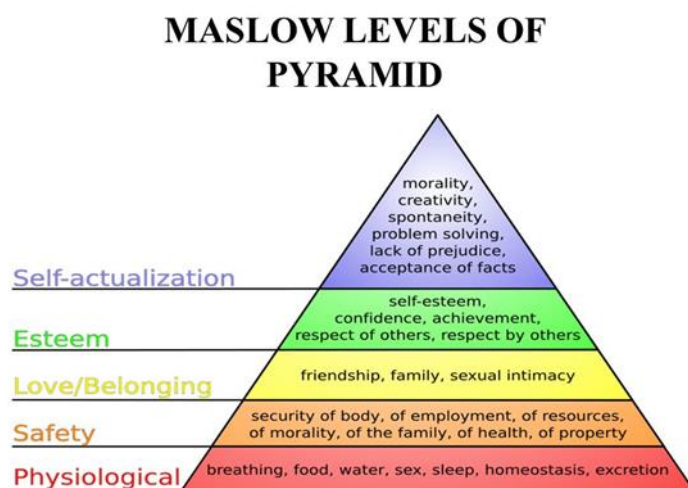 MASLOW LEVELS OF
PYRAMID
morality,
creativity,
spontaneity,
problem solving,
lack of prejudice,
acceptance of facts
Self-actualization
self-esteem,
confidence, achievement,
respect of others, respect by others
Esteem
friendship, family, sexual intimacy
Love/Belonging
security of body, of employment, of resources,
of morality, of the family, of health, of property
Safety
breathing, food, water, sex, sleep, homeostasis, excretion
Physiological